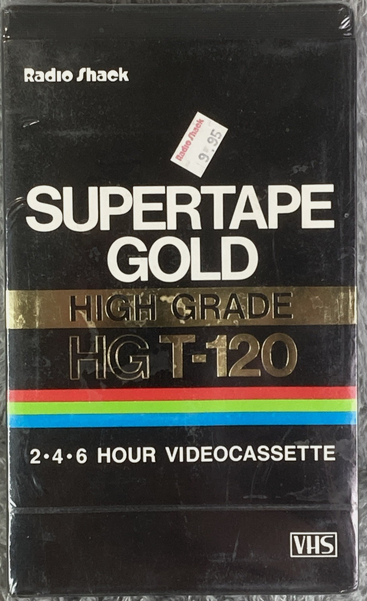 Radio Shack
Radio Shack
9.95
SUPERTAPE
GOLD
HIGH GRADE
HG T-120
2•4•6 HOUR VIDEOCASSETTE
VHS